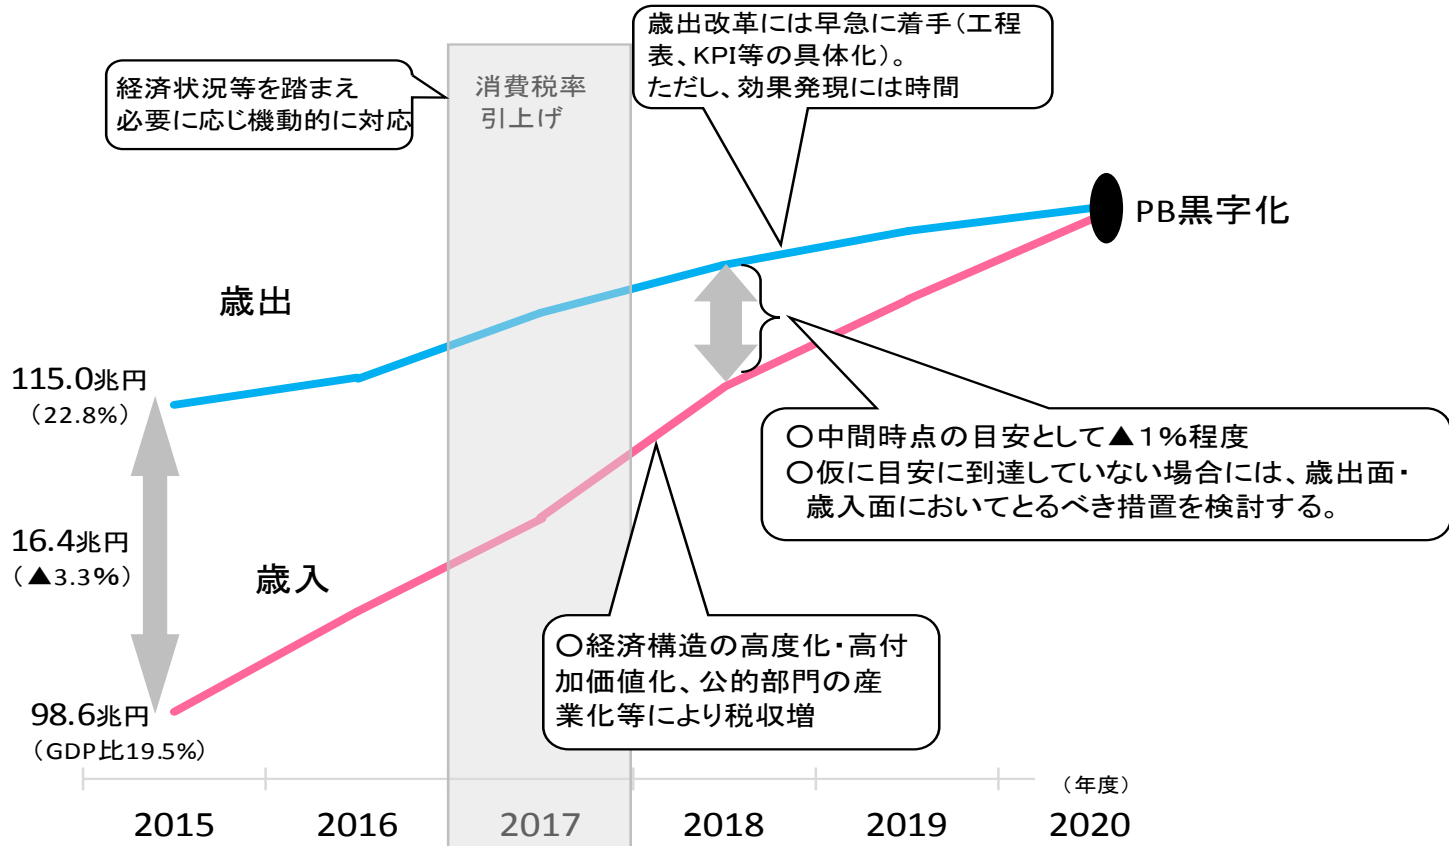 歳出改革には早急に着手(工程
表、KPI等の具体化)。
ただし、効果発現には時間
経済状況等を踏まえ
必要に応じ機動的に対応
消費税率
引上げ
PB黒字化
歳出
115.0兆円
(22.8%)
〇中間時点の目安として▲1%程度
〇仮に目安に到達していない場合には、歳出面・
歳入面においてとるべき措置を検討する。
16.4兆円
(▲3.3%)
歳入
〇経済構造の高度化・高付
加価値化、公的部門の産
業化等により税収増
98.6兆円
(GDP比19.5%)
(年度)
2015 2016 2017 2018 2019 2020